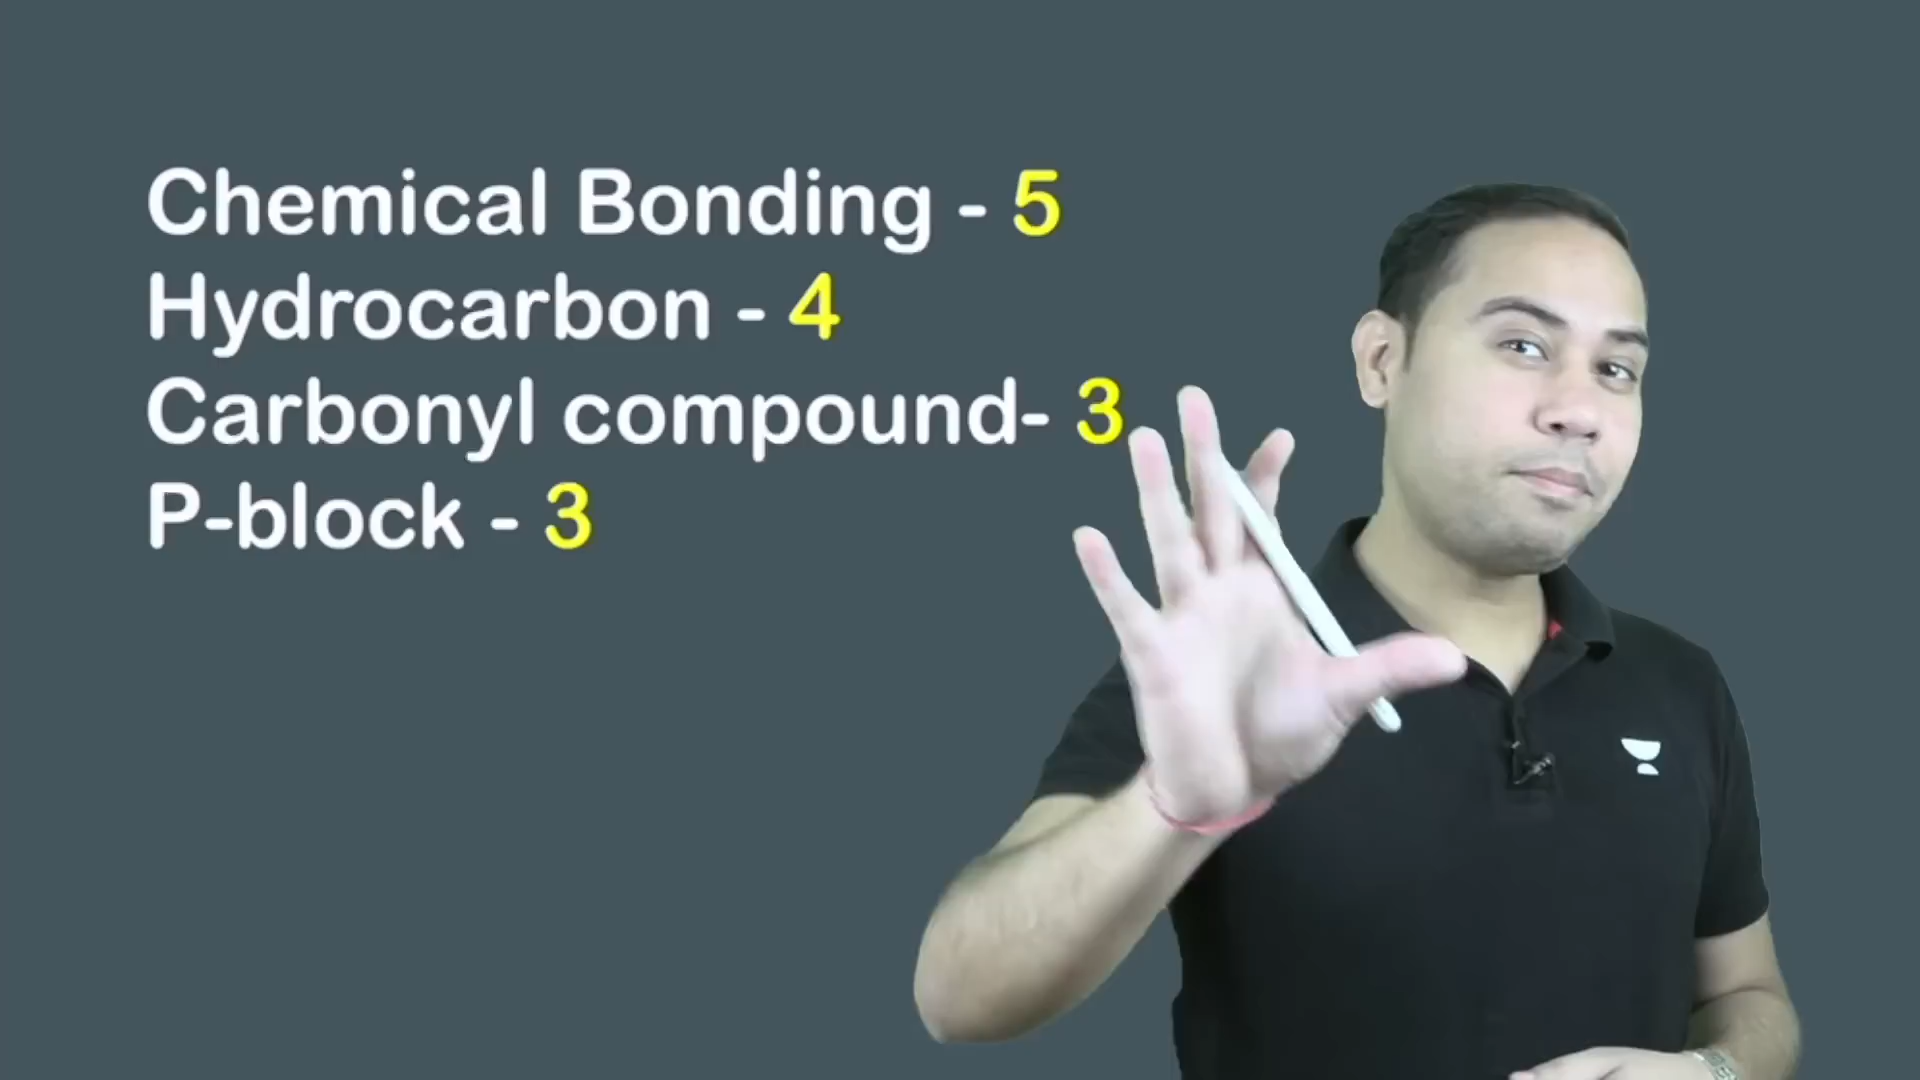 Chemical Bonding - 5
Hydrocarbon - 4
Carbonyl compound- 3
P-block - 3